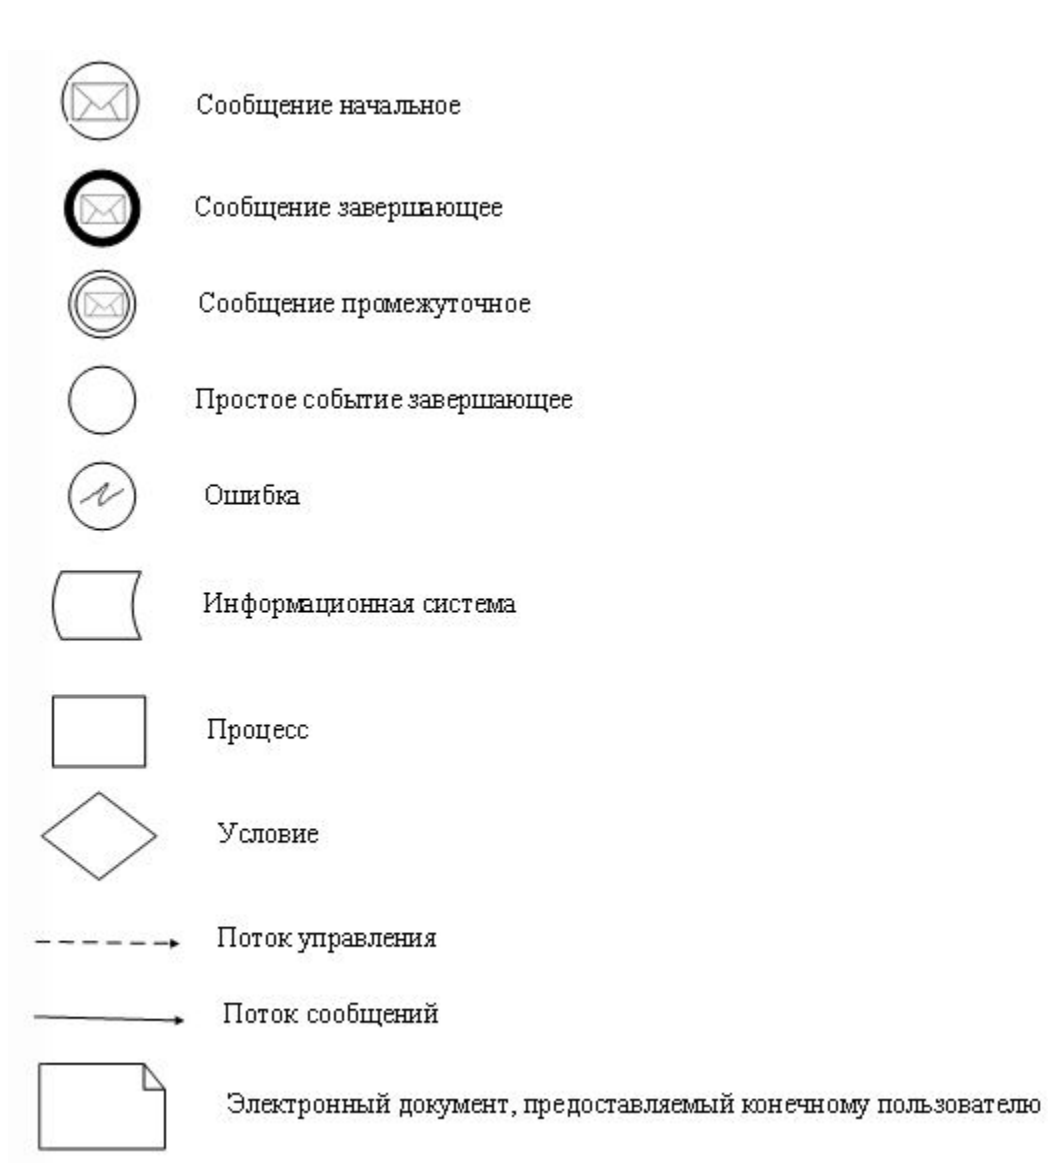 Сообщение начальное
Сообщение завершающее
Сообщение промежуточное
Простое событие завершающее
Ошибка
Информационная система
Процесс
Условие
Поток управления
Поток сообщений
Электронный документ, предоставляемый конечному пользователю